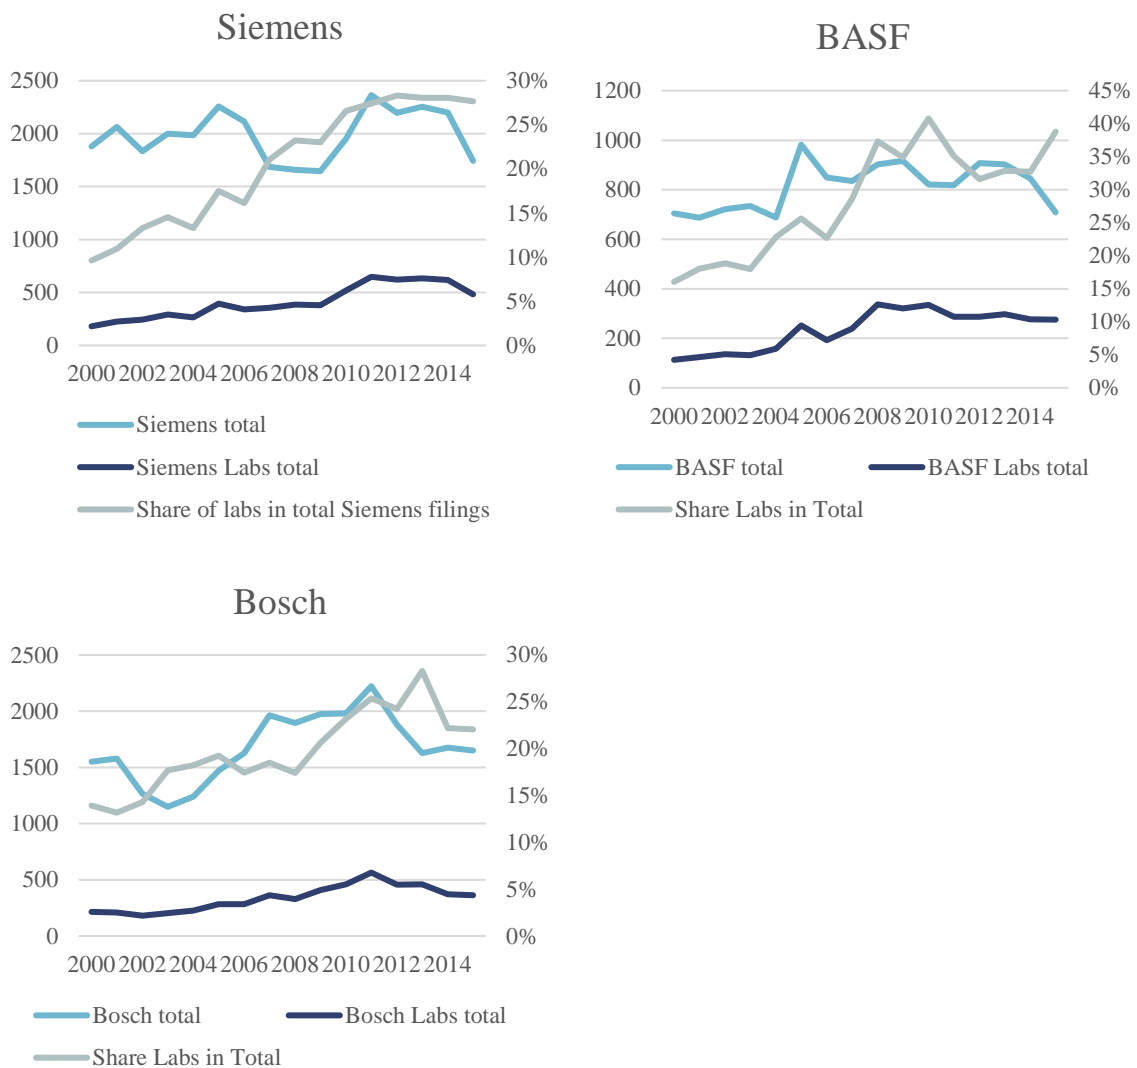 Siemens
2500 30%
2000 25%
20%
1500
15%
1000
10%
500 5%
0 0%
2000 2002 2004 2006 2008 2010 2012 2014
Siemens total
Siemens Labs total
Share of labs in total Siemens filings
BASF
1200 45%
40%
1000
35%
800 30%
25%
600
20%
400 15%
10%
200
5%
0 0%
2000 2002 2004 2006 2008 2010 2012 2014
BASF total BASF Labs total
Share Labs in Total
Bosch
2500 30%
2000 25%
20%
1500
15%
1000
10%
500 5%
0 0%
2000 2002 2004 2006 2008 2010 2012 2014
Bosch total Bosch Labs total
Share Labs in Total